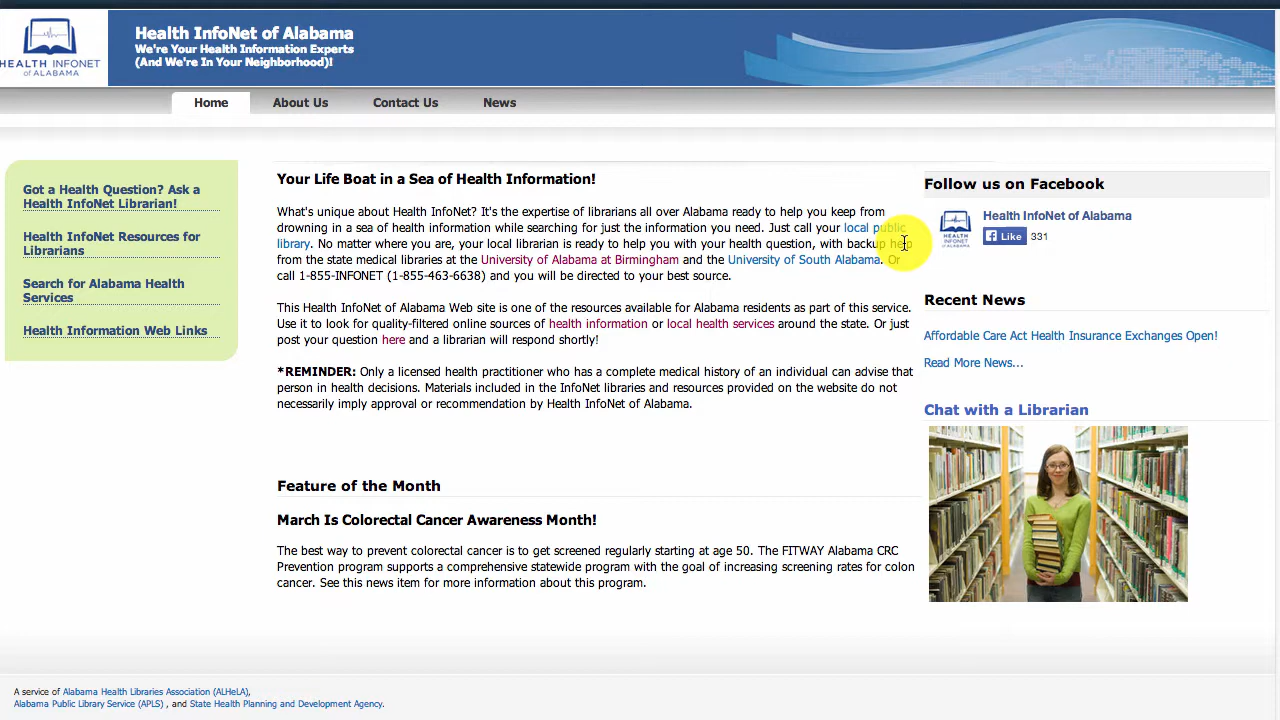 HEALTH INFONET
of ALABAMA
Health InfoNet of Alabama
We're Your Health Information Experts
(And We're In Your Neighborhood)!
Home
About Us
Contact Us
News
Got a Health Question? Ask a
Health InfoNet Librarian!
Health InfoNet Resources for
Librarians
Search for Alabama Health
Services
Health Information Web Links
Your Life Boat in a Sea of Health Information!
What's unique about Health InfoNet? It's the expertise of librarians all over Alabama ready to help you keep from
drowning in a sea of health information while searching for just the information you need. Just call your local public
library. No matter where you are, your local librarian is ready to help you with your health question, with backup help
from the state medical libraries at the University of Alabama at Birmingham and the University of South Alabama. Or
call 1-855-INFONET (1-855-463-6638) and you will be directed to your best source.
This Health InfoNet of Alabama Web site is one of the resources available for Alabama residents as part of this service.
Use it to look for quality-filtered online sources of health information or local health services around the state. Or just
post your question here and a librarian will respond shortly!
*REMINDER: Only a licensed health practitioner who has a complete medical history of an individual can advise that
person in health decisions. Materials included in the InfoNet libraries and resources provided on the website do not
necessarily imply approval or recommendation by Health InfoNet of Alabama.
Feature of the Month
March Is Colorectal Cancer Awareness Month!
The best way to prevent colorectal cancer is to get screened regularly starting at age 50. The FITWAY Alabama CRC
Prevention program supports a comprehensive statewide program with the goal of increasing screening rates for colon
cancer. See this news item for more information about this program.
Follow us on Facebook
HEALTH
INFONET
of ALABAMA
Health InfoNet of Alabama
Like 331
Recent News
Affordable Care Act Health Insurance Exchanges Open!
Read More News...
Chat with a Librarian
A service of Alabama Health Libraries Association (ALHeLA),
Alabama Public Library Service (APLS) , and State Health Planning and Development Agency.